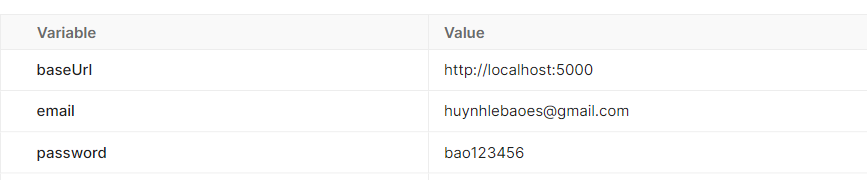 Variable Value
baseUrl http://localhost:5000
email huynhlebaoes@gmail.com
password bao123456